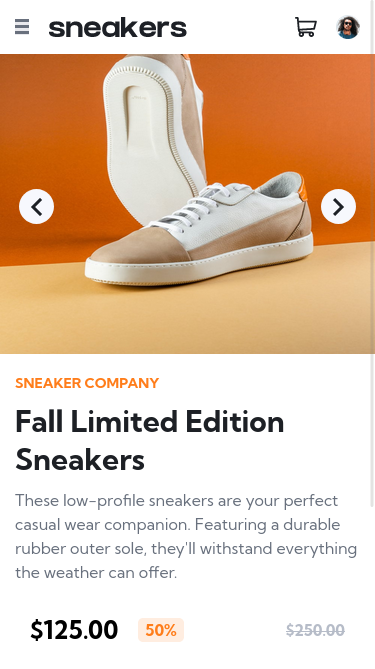 sneakers
SNEAKER COMPANY
Fall Limited Edition
Sneakers
These low-profile sneakers are your perfect
casual wear companion. Featuring a durable
rubber outer sole, they'll withstand everything
the weather can offer.
$125.00 50% $250.00